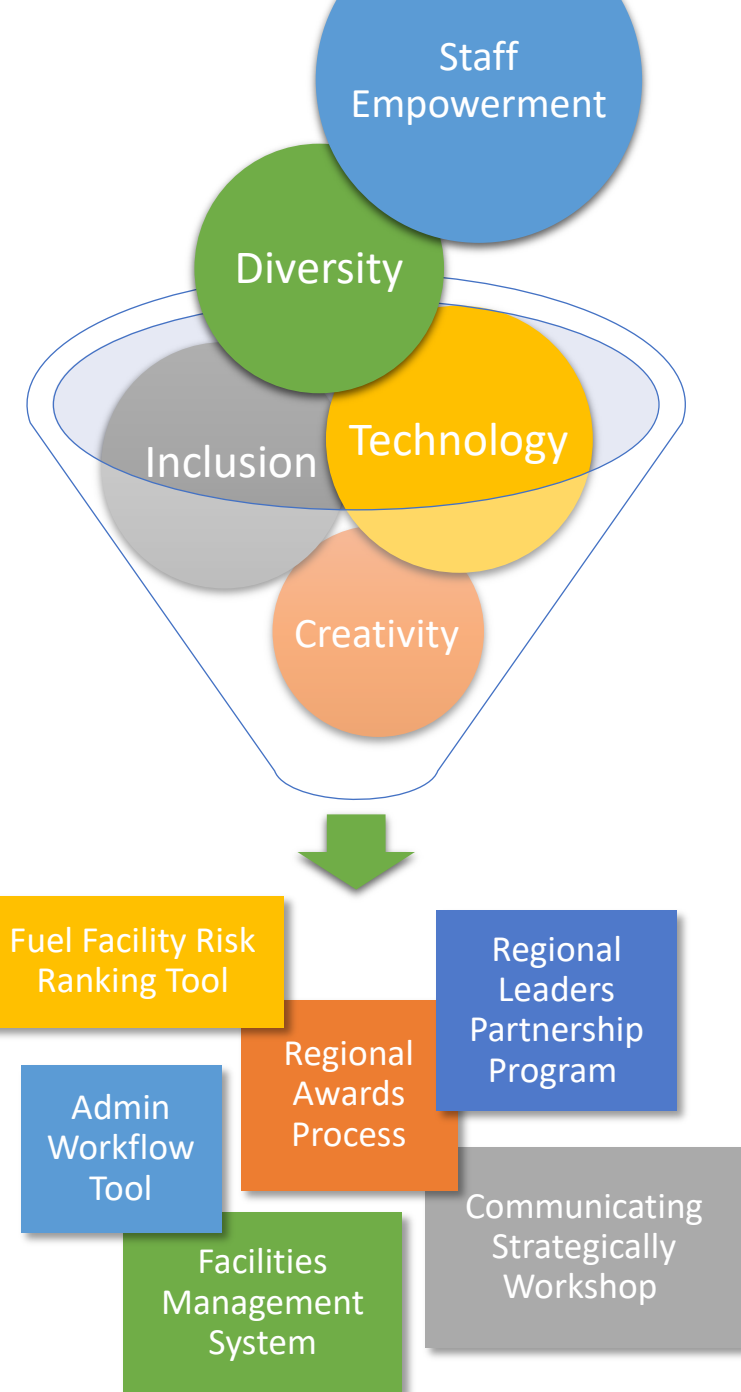 Staff
Empowerment
Diversity
Technology
Inclusion
Creativity
Fuel Facility Risk
Ranking Tool
Regional
Leaders
Partnership
Program
Regional
Awards
Process
Admin
Workflow
Tool
Communicating
Strategically
Workshop
Facilities
Management
System